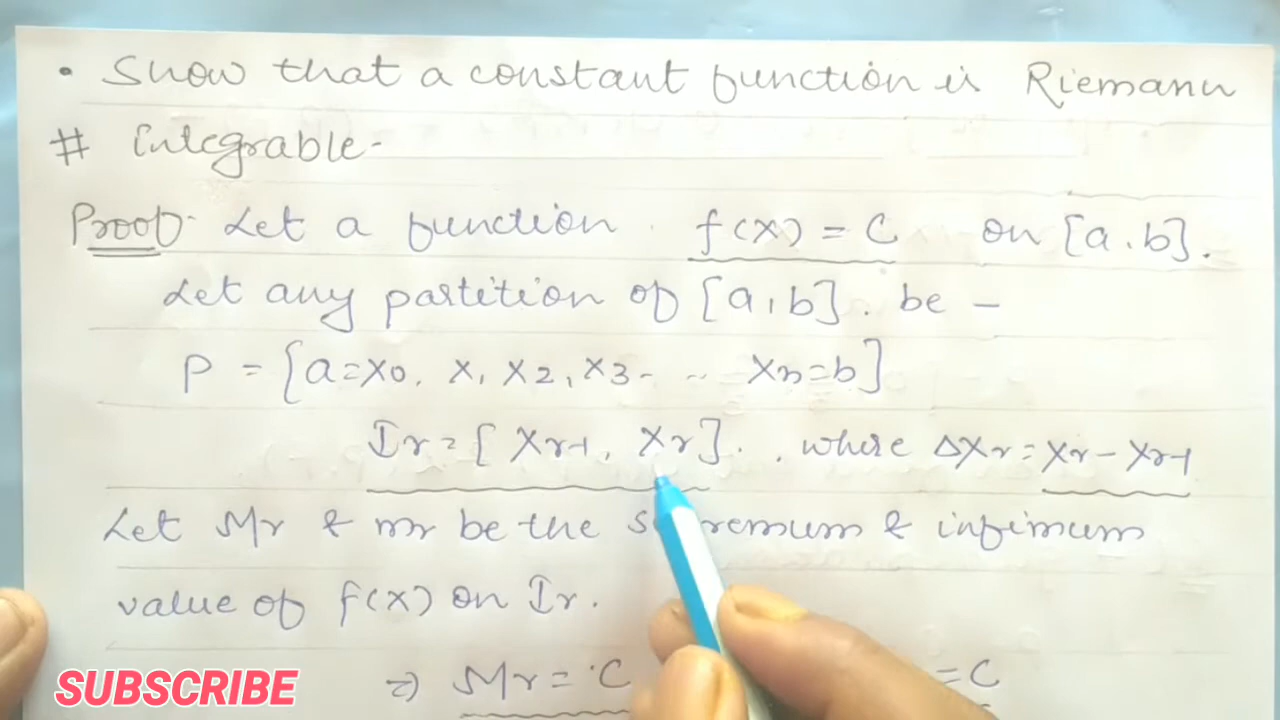 • Show that a constant function is Riemann
# integrable-
Proof- Let a function f(x) = C on [a, b].
Let any partition of [a, b]. be -
P = [a=x0, x1 x2, x3- -- xn=b]
Ir = [xr-1, xr]. , where Δxr = xr - xr-1
Let Mr & mr be the supremum & infimum
value of f(x) on Ir.
⇒ Mr = C = C
SUBSCRIBE